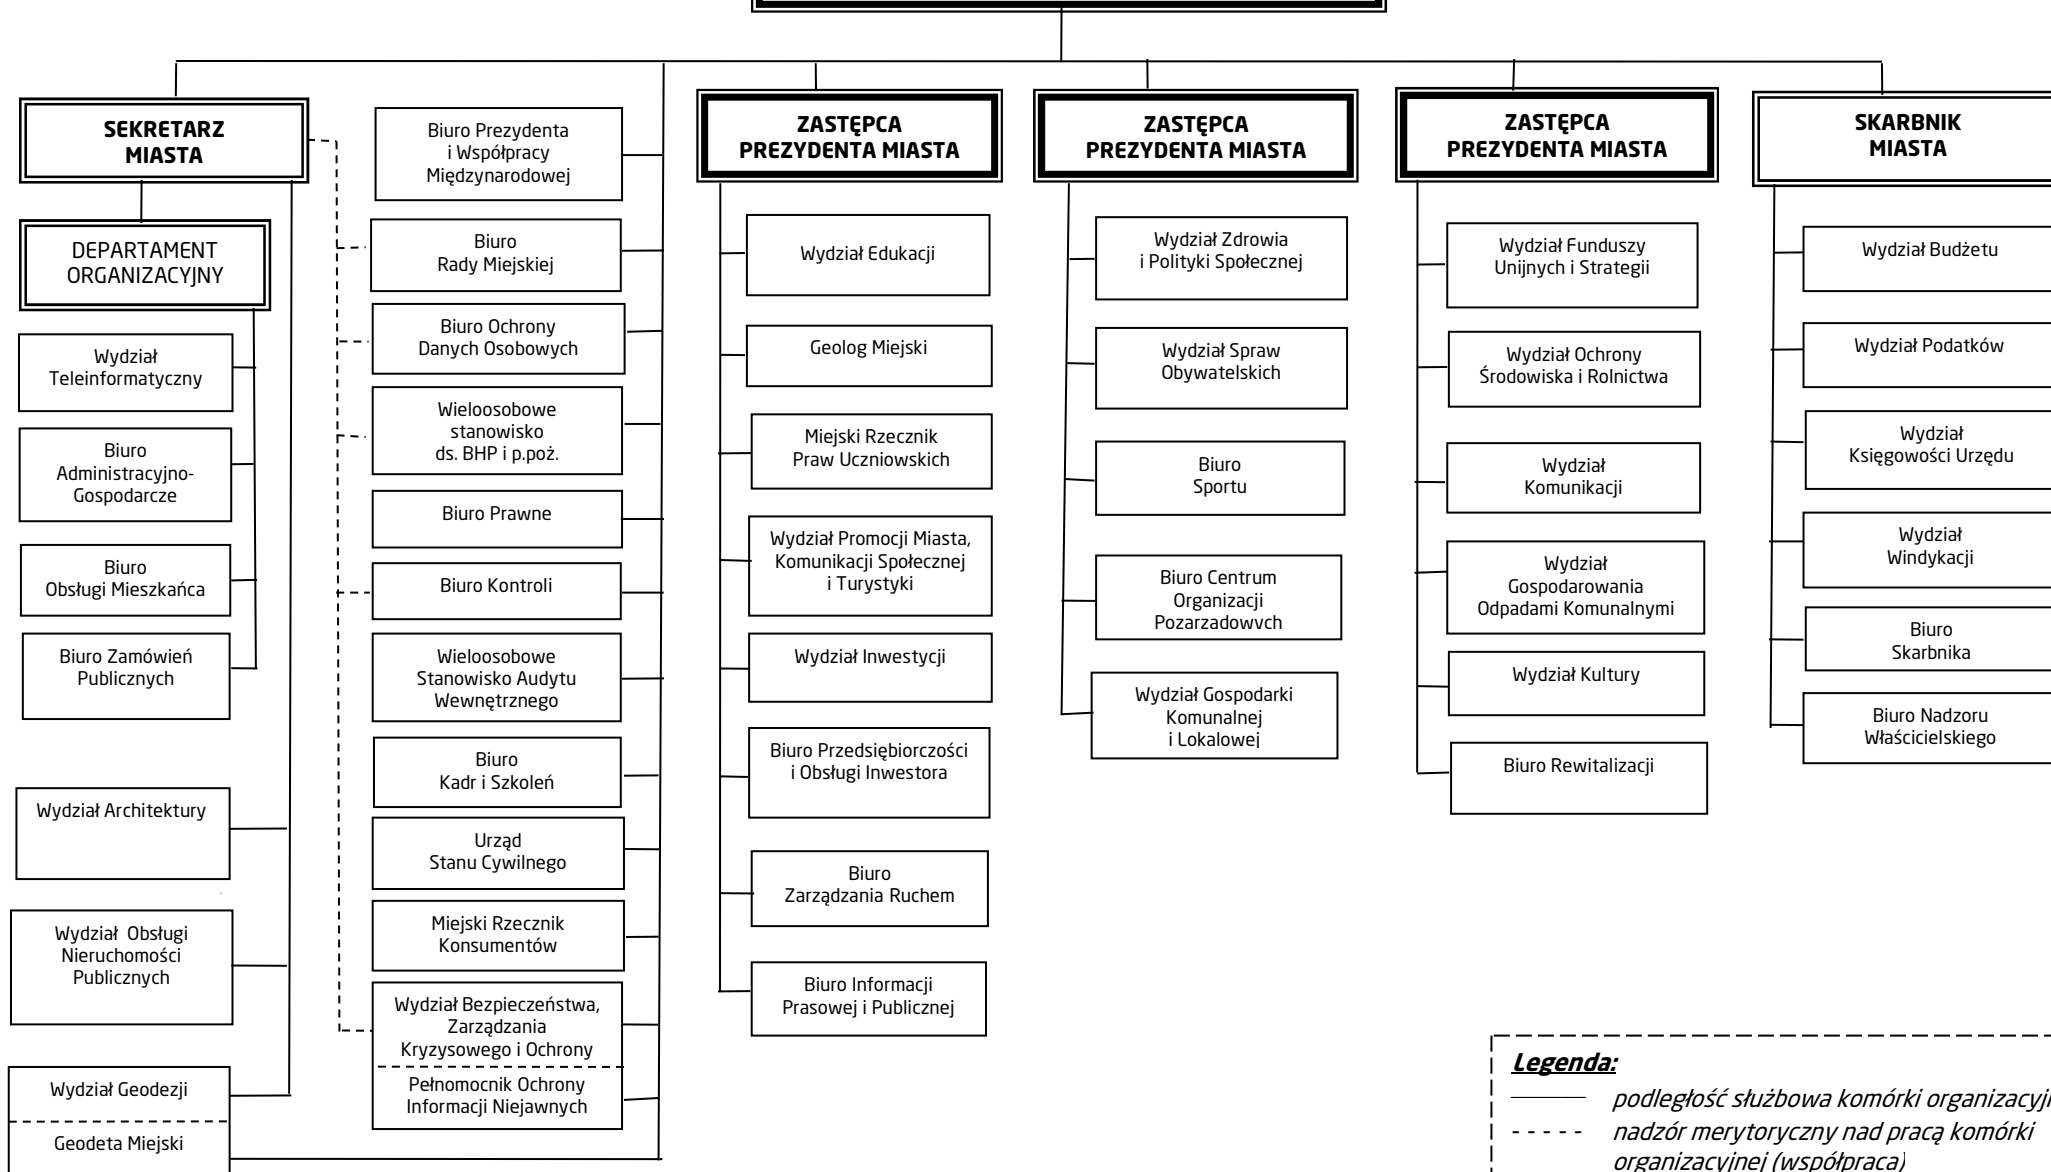 SEKRETARZ
MIASTA
DEPARTAMENT
ORGANIZACYJNY
Wydział
Teleinformatyczny
Biuro
Administracyjno-
Gospodarcze
Biuro
Obsługi Mieszkańca
Biuro Zamówień
Publicznych
Wydział Architektury
Wydział Obsługi
Nieruchomości
Publicznych
Wydział Geodezji
Geodeta Miejski
Biuro Prezydenta
i Współpracy
Międzynarodowej
Biuro
Rady Miejskiej
Biuro Ochrony
Danych Osobowych
Wieloosobowe
stanowisko
ds. BHP i p.poż.
Biuro Prawne
Biuro Kontroli
Wieloosobowe
Stanowisko Audytu
Wewnętrznego
Biuro
Kadr i Szkoleń
Urząd
Stanu Cywilnego
Miejski Rzecznik
Konsumentów
Wydział Bezpieczeństwa,
Zarządzania
Kryzysowego i Ochrony
Pełnomocnik Ochrony
Informacji Niejawnych
ZASTĘPCA
PREZYDENTA MIASTA
Wydział Edukacji
Geolog Miejski
Miejski Rzecznik
Praw Uczniowskich
Wydział Promocji Miasta,
Komunikacji Społecznej
i Turystyki
Wydział Inwestycji
Biuro Przedsiębiorczości
i Obsługi Inwestora
Biuro
Zarządzania Ruchem
Biuro Informacji
Prasowej i Publicznej
ZASTĘPCA
PREZYDENTA MIASTA
Wydział Zdrowia
i Polityki Społecznej
Wydział Spraw
Obywatelskich
Biuro
Sportu
Biuro Centrum
Organizacji
Pozarządowych
Wydział Gospodarki
Komunalnej
i Lokalowej
ZASTĘPCA
PREZYDENTA MIASTA
Wydział Funduszy
Unijnych i Strategii
Wydział Ochrony
Środowiska i Rolnictwa
Wydział
Komunikacji
Wydział
Gospodarowania
Odpadami Komunalnymi
Wydział Kultury
Biuro Rewitalizacji
SKARBNIK
MIASTA
Wydział Budżetu
Wydział Podatków
Wydział
Księgowości Urzędu
Wydział
Windykacji
Biuro
Skarbnika
Biuro Nadzoru
Właścicielskiego
Legenda:
podległość służbowa komórki
nadzór merytoryczny nad pracą komórki
organizacyjnej (współpraca)